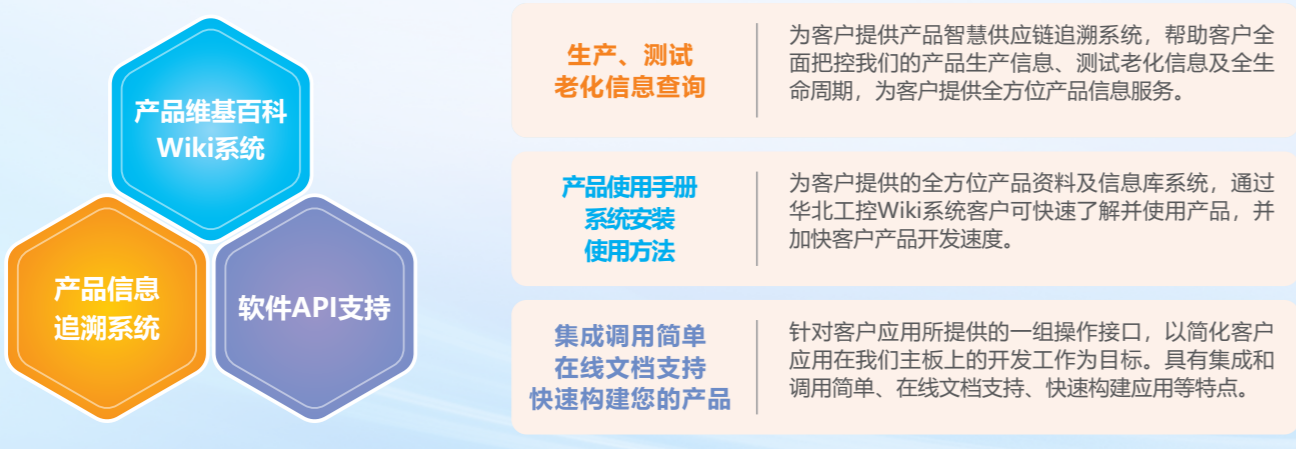 产品维基百科
Wiki系统
产品信息
追溯系统
软件API支持
生产、测试
老化信息查询
为客户提供产品智慧供应链追溯系统，帮助客户全
面把控我们的产品生产信息、测试老化信息及全生
命周期，为客户提供全方位产品信息服务。
产品使用手册
系统安装
使用方法
为客户提供的全方位产品资料及信息库系统，通过
华北工控Wiki系统客户可快速了解并使用产品，并
加快客户产品开发速度。
集成调用简单
在线文档支持
快速构建您的产品
针对客户应用所提供的一组操作接口，以简化客户
应用在我们主板上的开发工作为目标。具有集成和
调用简单、在线文档支持、快速构建应用等特点。